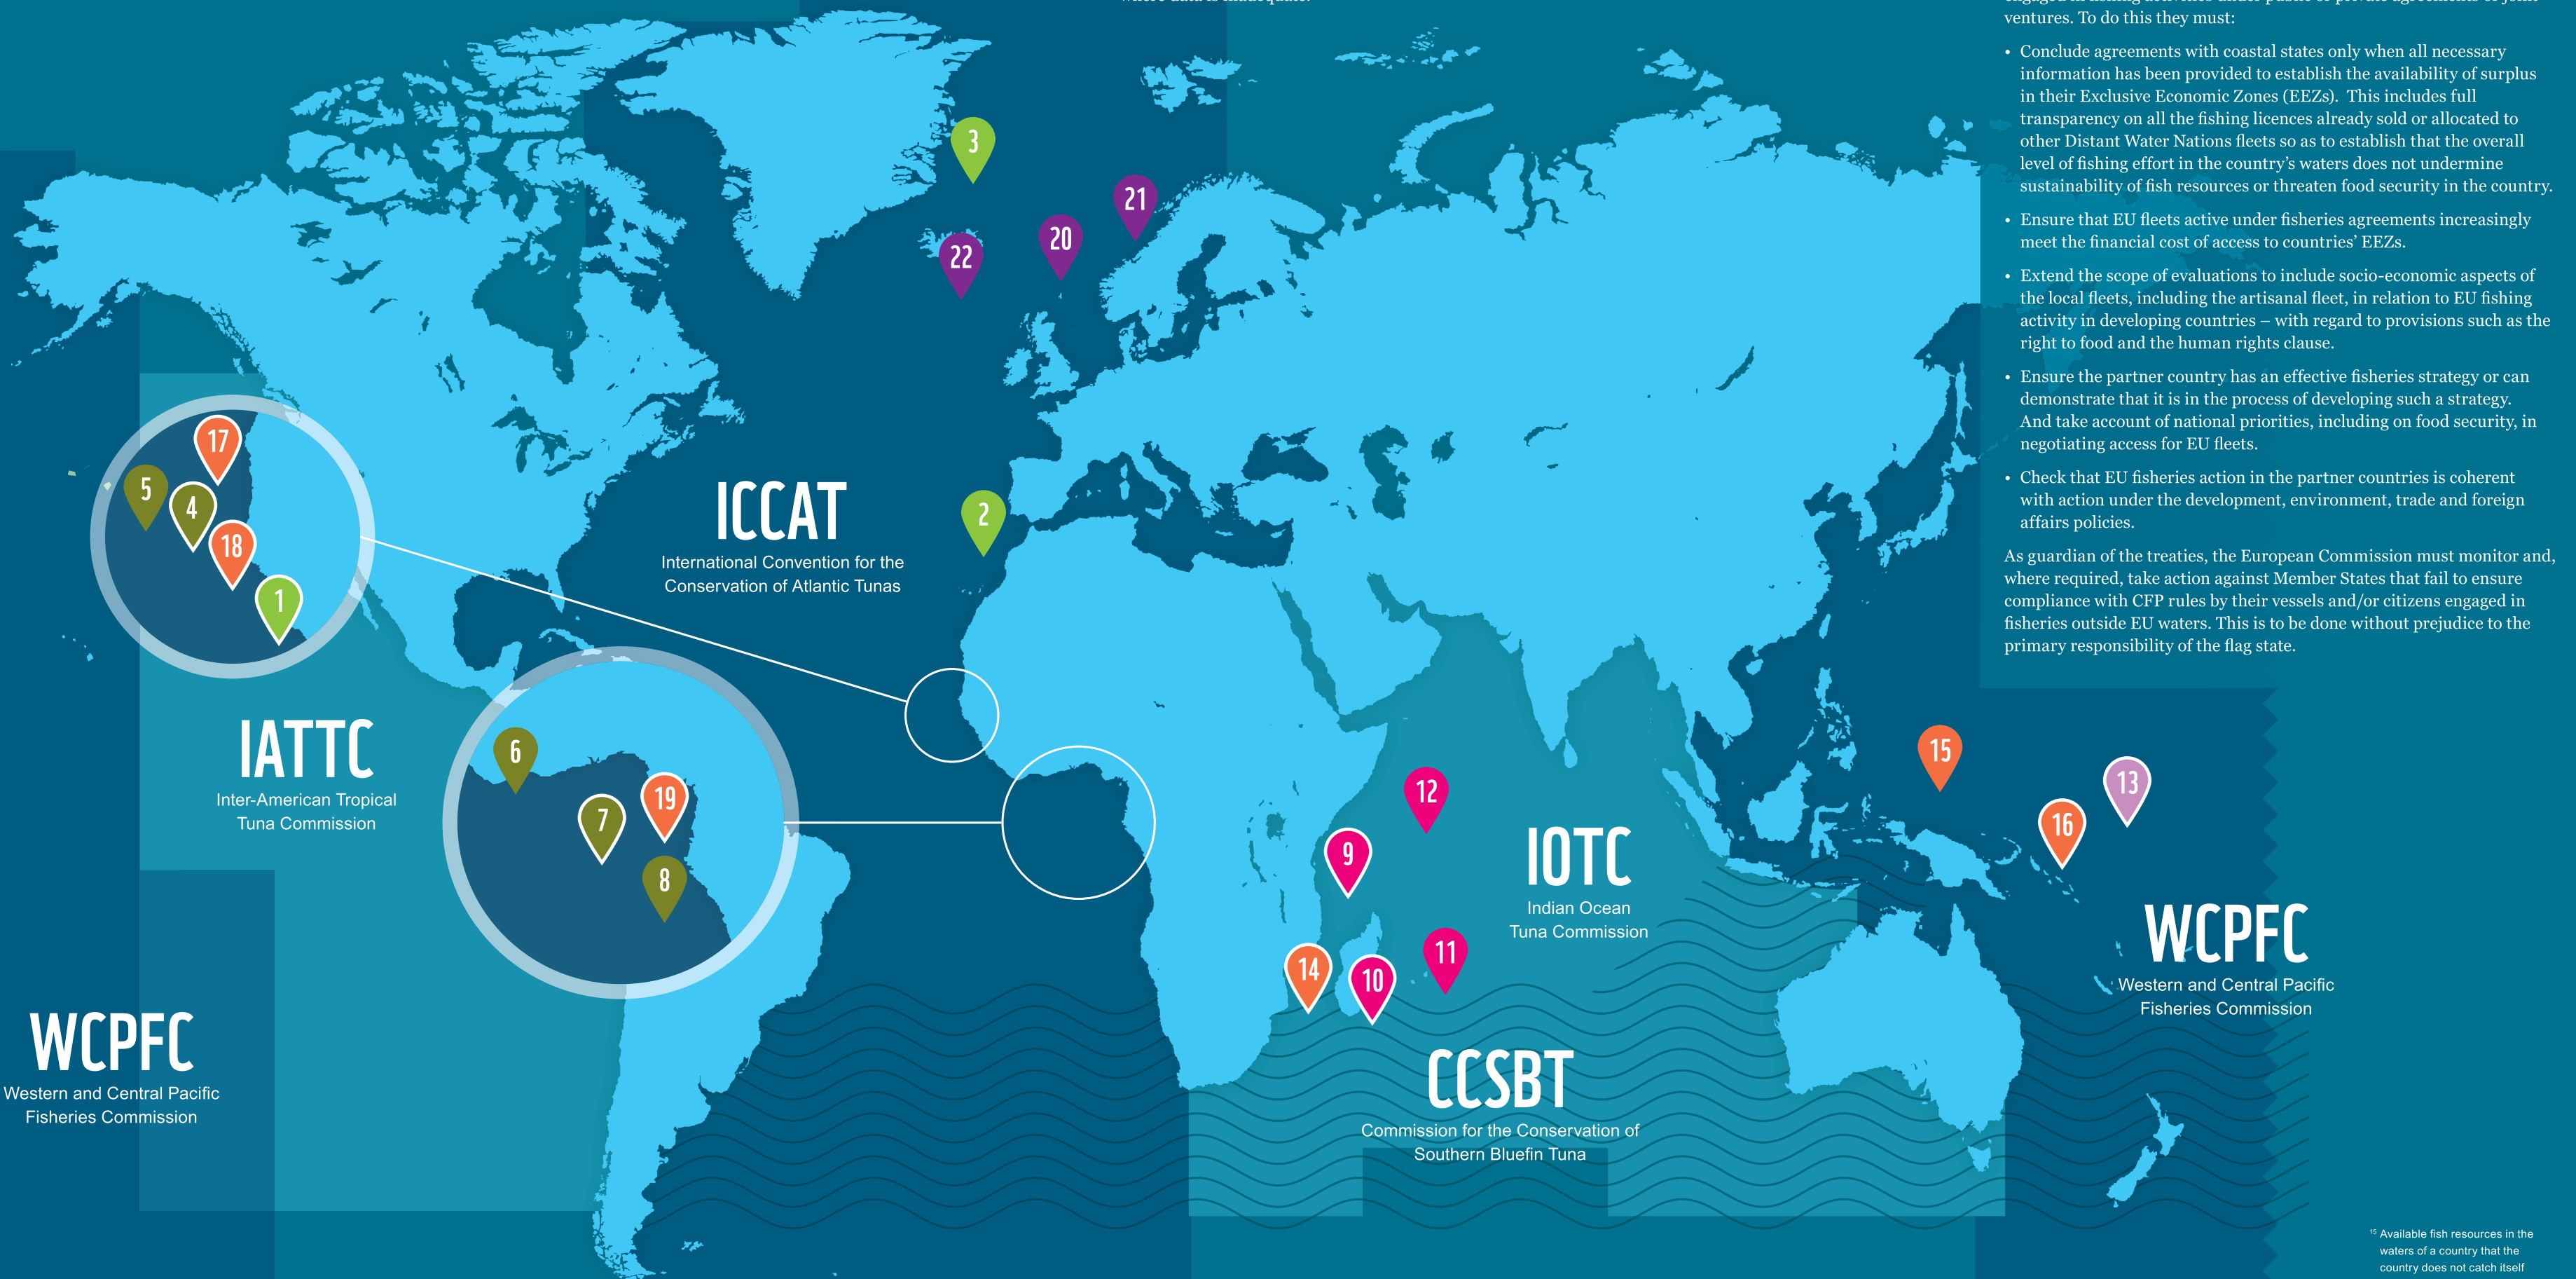 ventures. To do this they must:
• Conclude agreements with coastal states only when all necessary
information has been provided to establish the availability of surplus
in their Exclusive Economic Zones (EEZs). This includes full
transparency on all the fishing licences already sold or allocated to
other Distant Water Nations fleets so as to establish that the overall
level of fishing effort in the country's waters does not undermine
sustainability of fish resources or threaten food security in the country.
• Ensure that EU fleets active under fisheries agreements increasingly
meet the financial cost of access to countries' EEZs.
• Extend the scope of evaluations to include socio-economic aspects of
the local fleets, including the artisanal fleet, in relation to EU fishing
activity in developing countries – with regard to provisions such as the
right to food and the human rights clause.
• Ensure the partner country has an effective fisheries strategy or can
demonstrate that it is in the process of developing such a strategy.
And take account of national priorities, including on food security, in
negotiating access for EU fleets.
• Check that EU fisheries action in the partner countries is coherent
with action under the development, environment, trade and foreign
affairs policies.
As guardian of the treaties, the European Commission must monitor and,
where required, take action against Member States that fail to ensure
compliance with CFP rules by their vessels and/or citizens engaged in
fisheries outside EU waters. This is to be done without prejudice to the
primary responsibility of the flag state.
3
21
20
22
17
5
4
18
1
2
ICCAT
International Convention for the
Conservation of Atlantic Tunas
IATTC
Inter-American Tropical
Tuna Commission
6
7
19
8
12
9
11
14
10
15
13
16
IOTC
Indian Ocean
Tuna Commission
WCPFC
Western and Central Pacific
Fisheries Commission
WCPFC
Western and Central Pacific
Fisheries Commission
CCSBT
Commission for the Conservation of
Southern Bluefin Tuna
15 Available fish resources in the
waters of a country that the
country does not catch itself